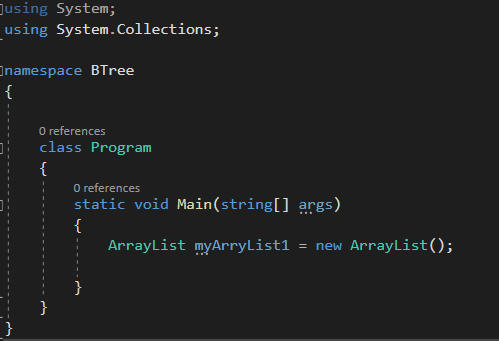 using System;
using System.Collections;
namespace BTree
{
0 references
class Program
{
0 references
static void Main(string[] args)
{
ArrayList myArryList1 = new ArrayList();
}
}
}